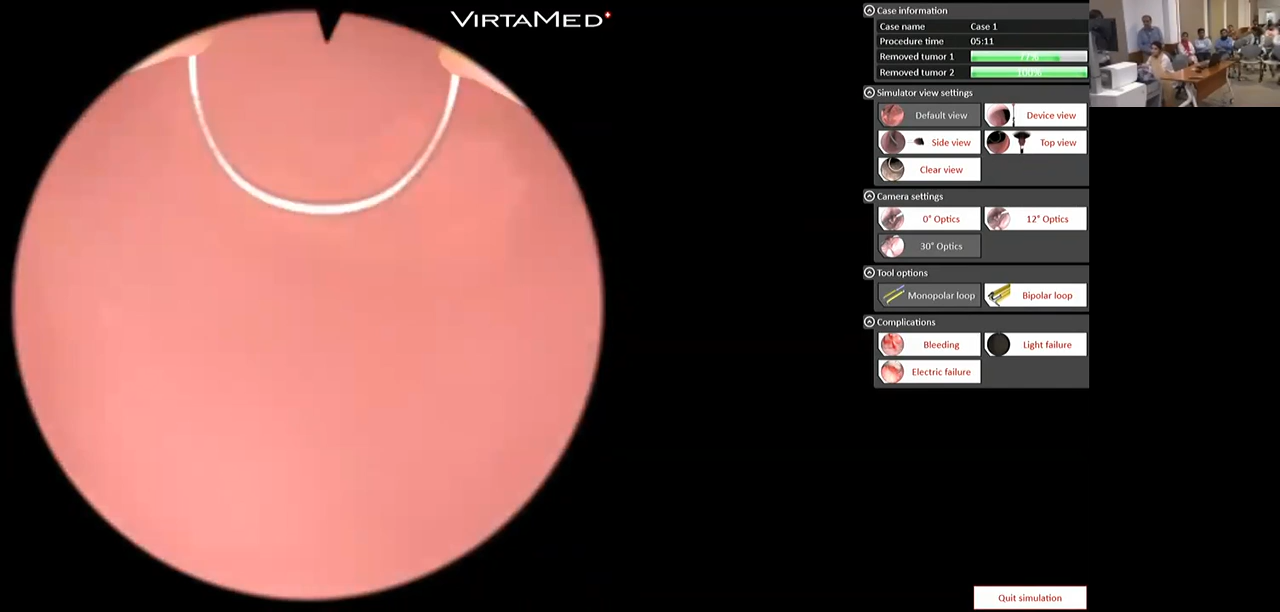 VIRTAMED
Case information
Case name Case 1
Procedure time 05:11
Removed tumor 1 77%
Removed tumor 2 100%
Simulator view settings
Default view Device view
Side view Top view
Clear view
Camera settings
0° Optics 12° Optics
30° Optics
Tool options
Monopolar loop Bipolar loop
Complications
Bleeding Light failure
Electric failure
Quit simulation